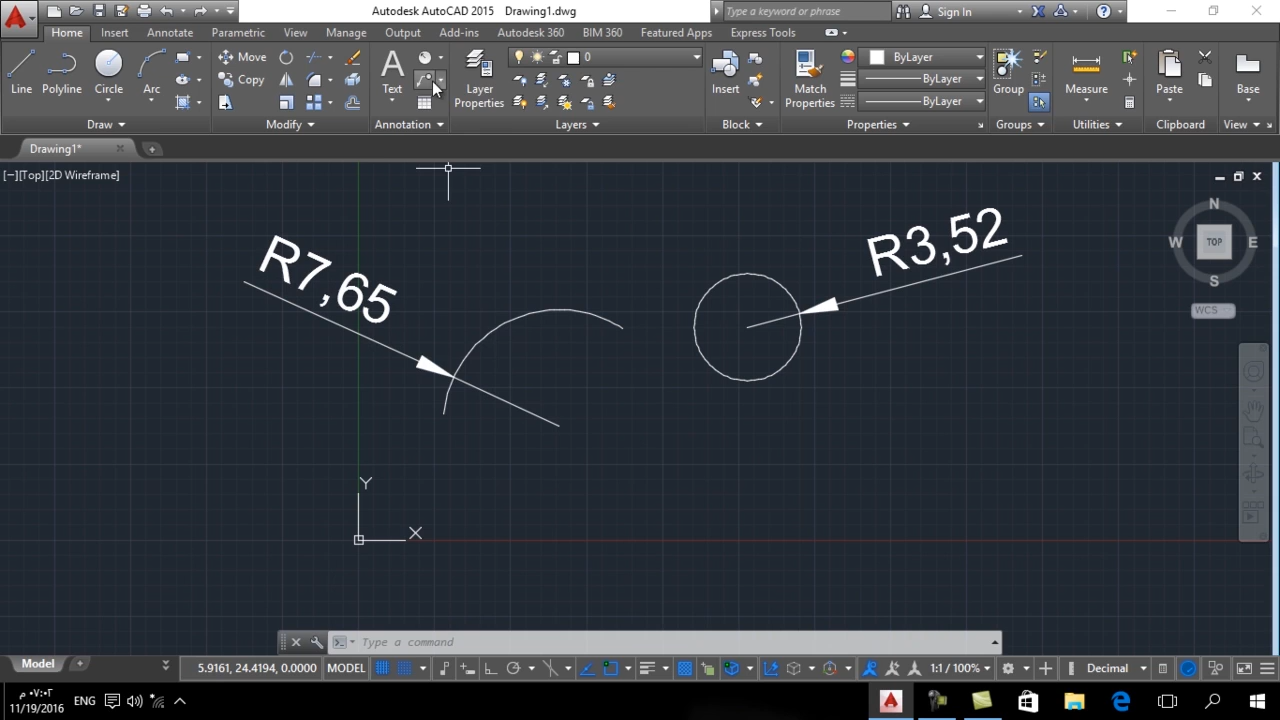 Autodesk AutoCAD 2015 Drawing1.dwg
Type a keyword or phrase
Sign In
Home Insert Annotate Parametric View Manage Output Add-ins Autodesk 360 BIM 360 Featured Apps Express Tools
Line Polyline Circle Arc
Move
Copy
Text
Layer Properties
0
Insert
Match Properties
ByLayer
ByLayer
ByLayer
Group
Measure
Paste
Base
Draw Modify Annotation Layers Block Properties Groups Utilities Clipboard View
Drawing1*
[−][Top][2D Wireframe]
N
W TOP E
S
WCS
R7,65
R3,52
Y
X
Type a command
Model
5.9161, 24.4194, 0.0000 MODEL
1:1 / 100%
Decimal
ENG
٠٧:٠٢ م
11/19/2016